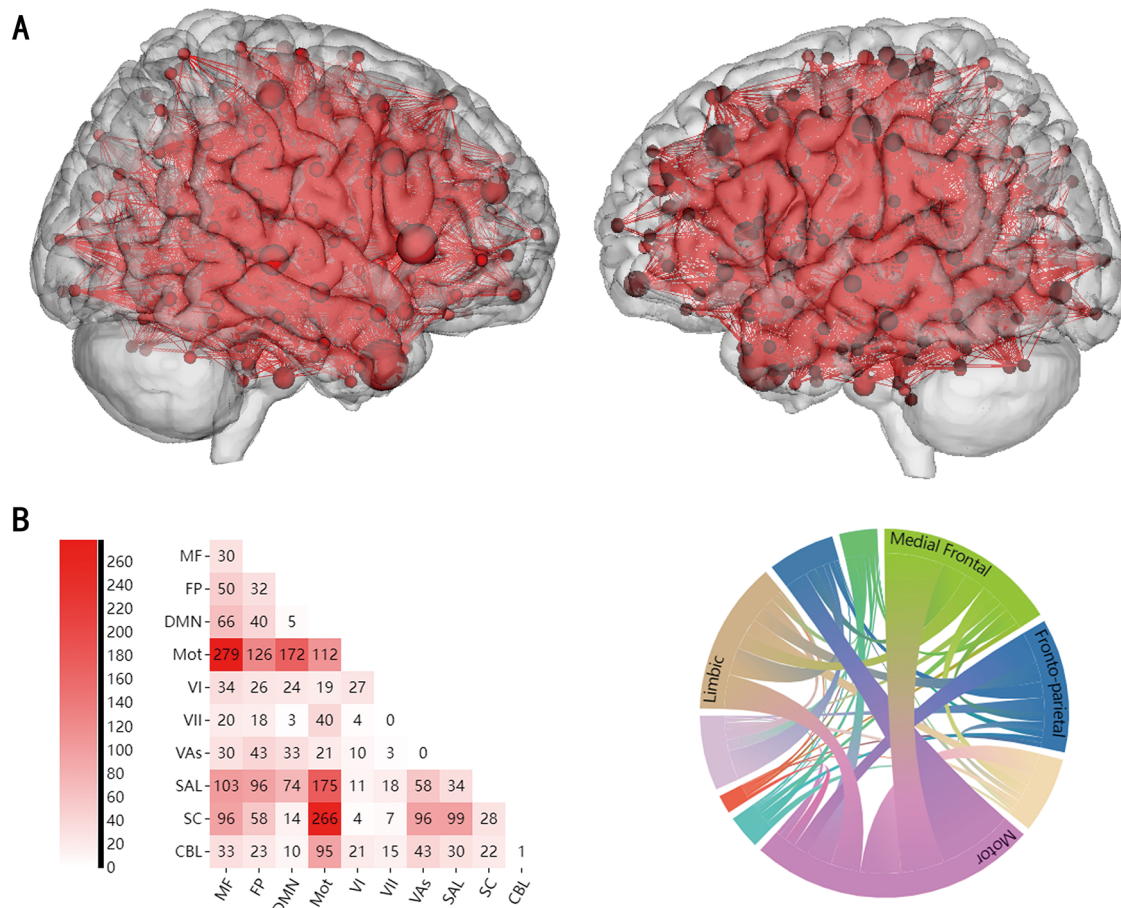 A
B
260
240
220
200
180
160
140
120
100
80
60
40
20
0
MF 30
FP 50 32
DMN 66 40 5
Mot 279 126 172 112
VI 34 26 24 19 27
VII 20 18 3 40 4 0
VAs 30 43 33 21 10 3 0
SAL 103 96 74 175 11 18 58 34
SC 96 58 14 266 4 7 96 99 28
CBL 33 23 10 95 21 15 43 30 22 1
MF FP DMN Mot VI VII VAs SAL SC CBL
Medial Frontal
Fronto-parietal
Limbic
Motor